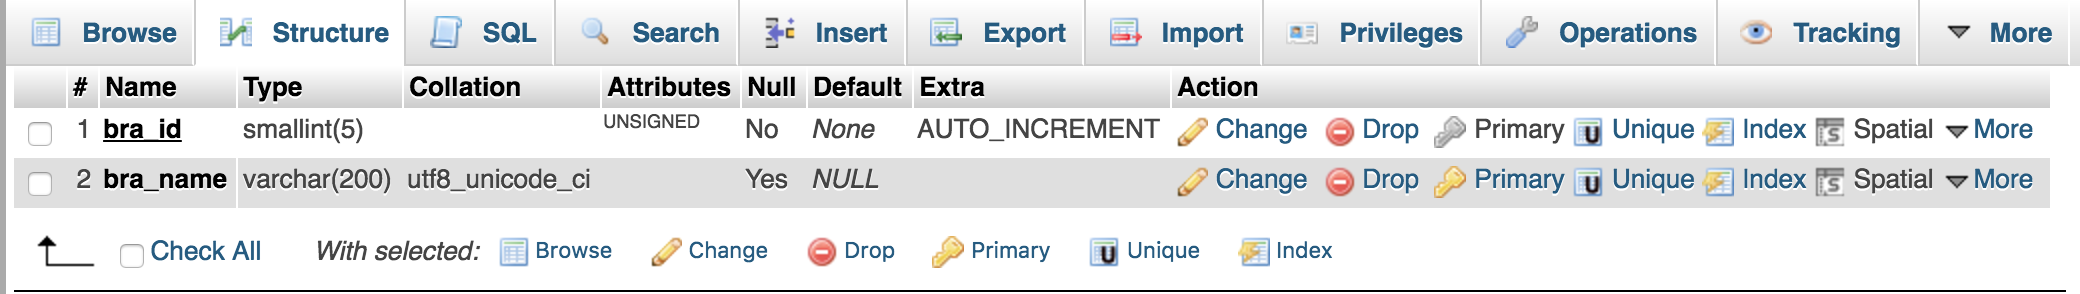 Browse Structure SQL Search Insert Export Import Privileges Operations Tracking More
# Name Type Collation Attributes Null Default Extra Action
1 bra_id smallint(5) UNSIGNED No None AUTO_INCREMENT Change Drop Primary Unique Index Spatial More
2 bra_name varchar(200) utf8_unicode_ci Yes NULL Change Drop Primary Unique Index Spatial More
Check All With selected: Browse Change Drop Primary Unique Index